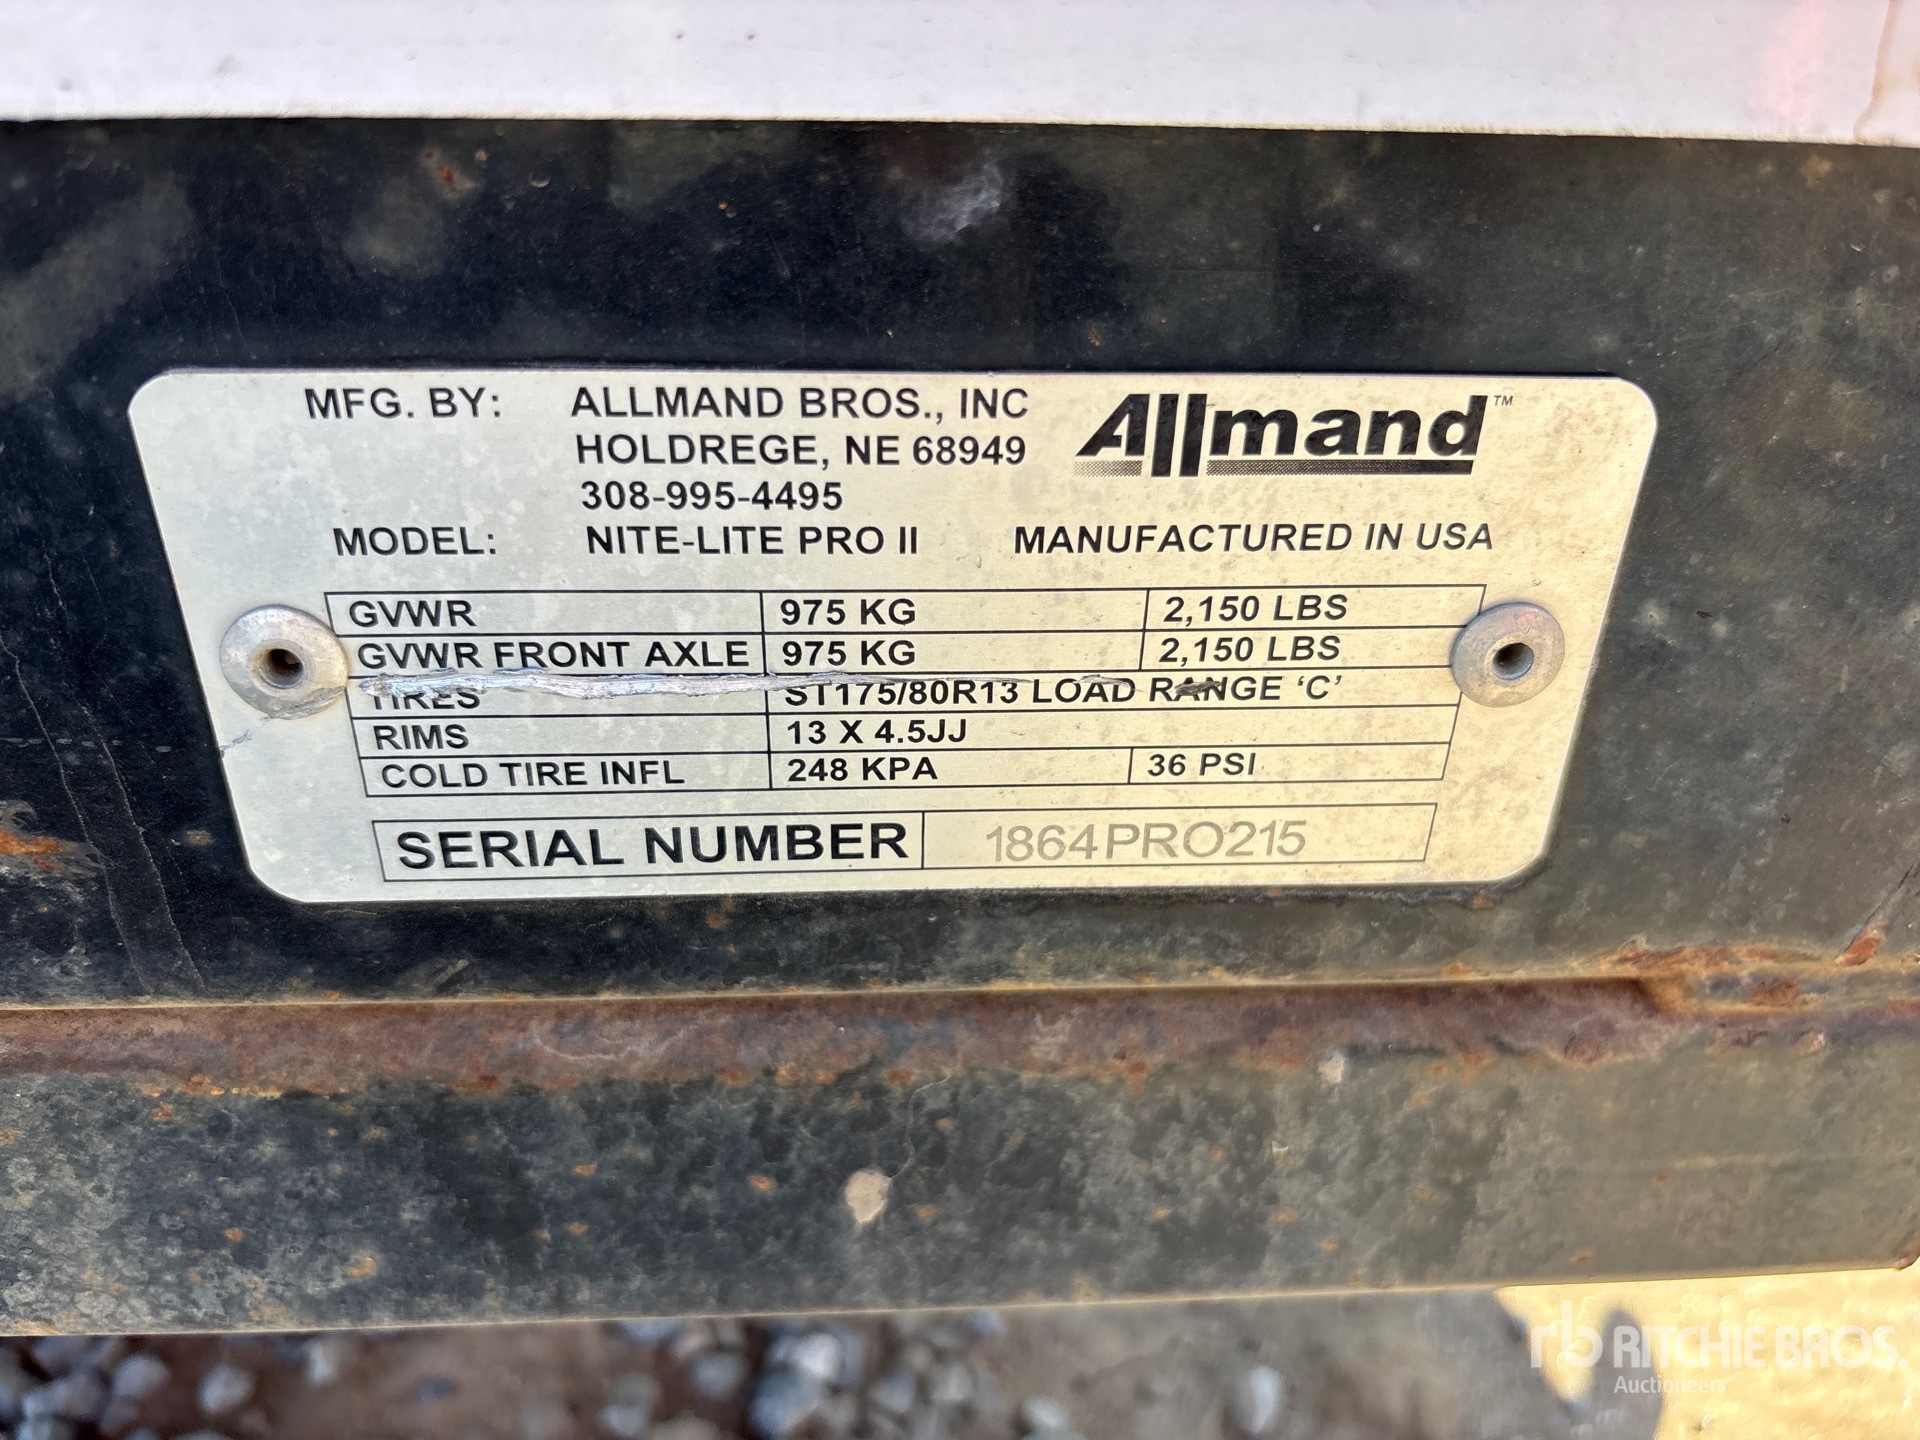 MFG. BY: ALLMAND BROS., INC Allmand™
HOLDREGE, NE 68949
308-995-4495
MODEL: NITE-LITE PRO II MANUFACTURED IN USA
GVWR 975 KG 2,150 LBS
GVWR FRONT AXLE 975 KG 2,150 LBS
TIRES ST175/80R13 LOAD RANGE 'C'
RIMS 13 X 4.5JJ
COLD TIRE INFL 248 KPA 36 PSI
SERIAL NUMBER 1864PRO215
rb RITCHIE BROS.
Auctioneers